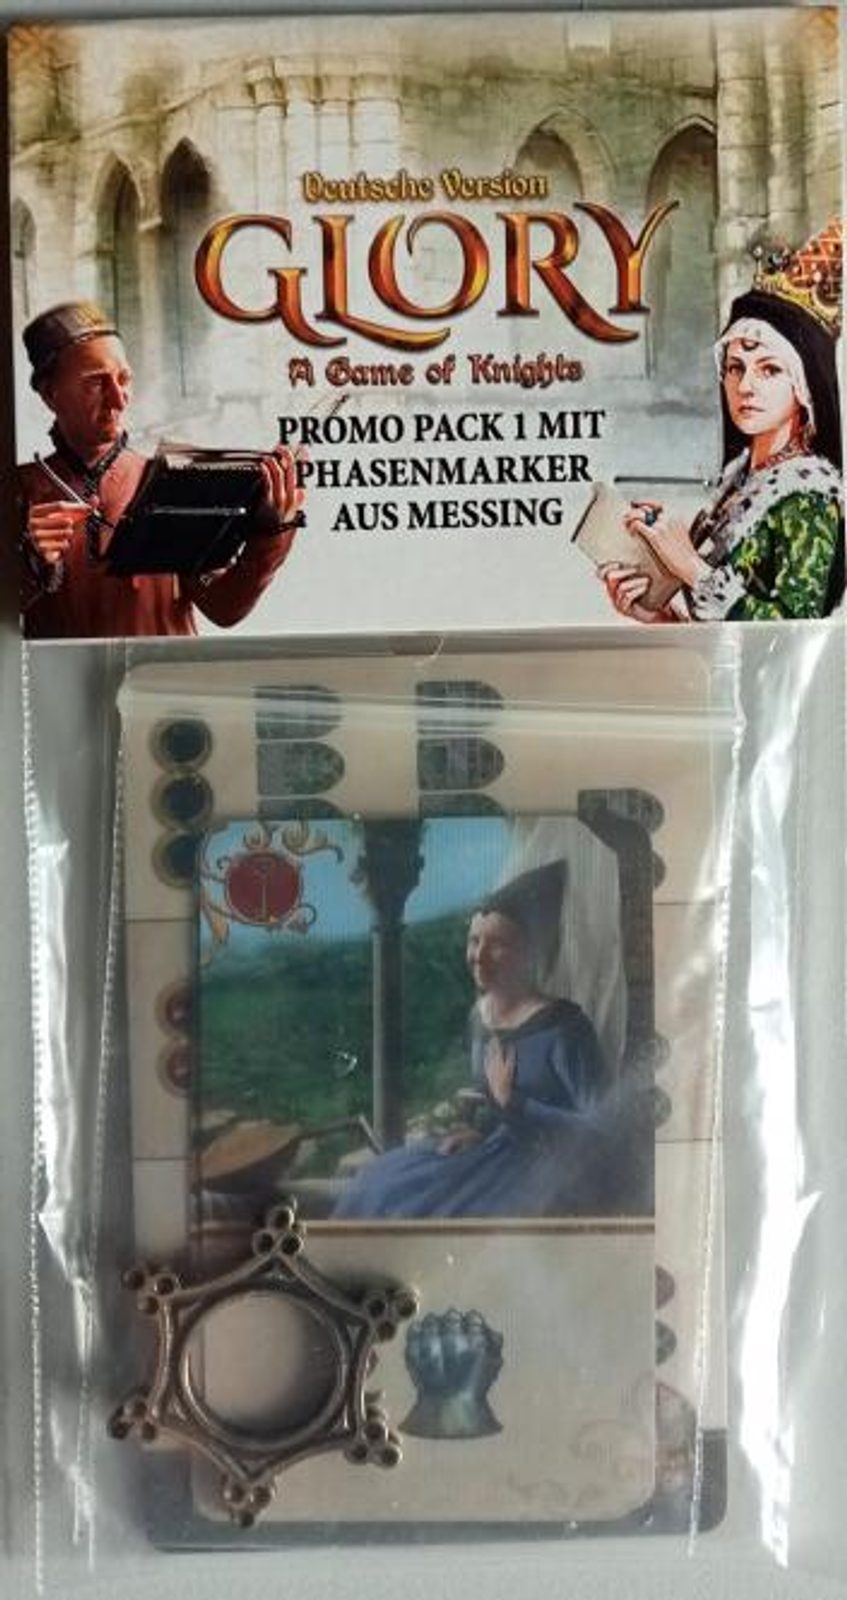 Deutsche Version
GLORY
A Game of Knights
PROMO PACK 1 MIT
PHASENMARKER
AUS MESSING